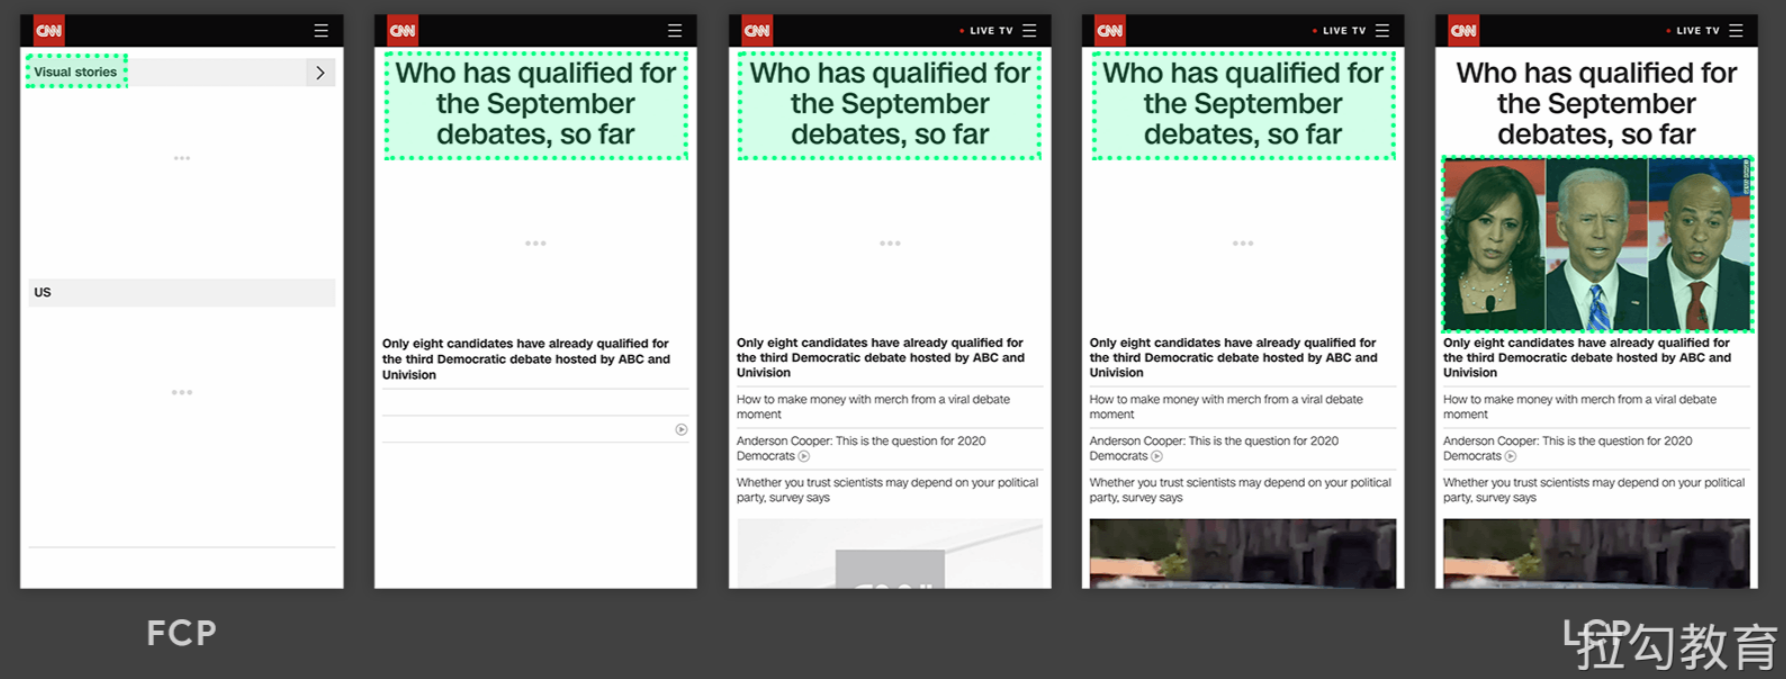 CNN
Visual stories
US
CNN
Who has qualified for
the September
debates, so far
Only eight candidates have already qualified for
the third Democratic debate hosted by ABC and
Univision
CNN
LIVE TV
Who has qualified for
the September
debates, so far
Only eight candidates have already qualified for
the third Democratic debate hosted by ABC and
Univision
How to make money with merch from a viral debate
moment
Anderson Cooper: This is the question for 2020
Democrats
Whether you trust scientists may depend on your political
party, survey says
CNN
LIVE TV
Who has qualified for
the September
debates, so far
Only eight candidates have already qualified for
the third Democratic debate hosted by ABC and
Univision
How to make money with merch from a viral debate
moment
Anderson Cooper: This is the question for 2020
Democrats
Whether you trust scientists may depend on your political
party, survey says
CNN
LIVE TV
Who has qualified for
the September
debates, so far
Only eight candidates have already qualified for
the third Democratic debate hosted by ABC and
Univision
How to make money with merch from a viral debate
moment
Anderson Cooper: This is the question for 2020
Democrats
Whether you trust scientists may depend on your political
party, survey says
FCP
LCP
拉勾教育